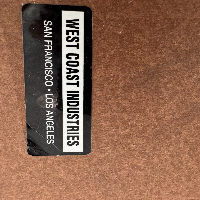 WEST COAST INDUSTRIES
SAN FRANCISCO • LOS ANGELES